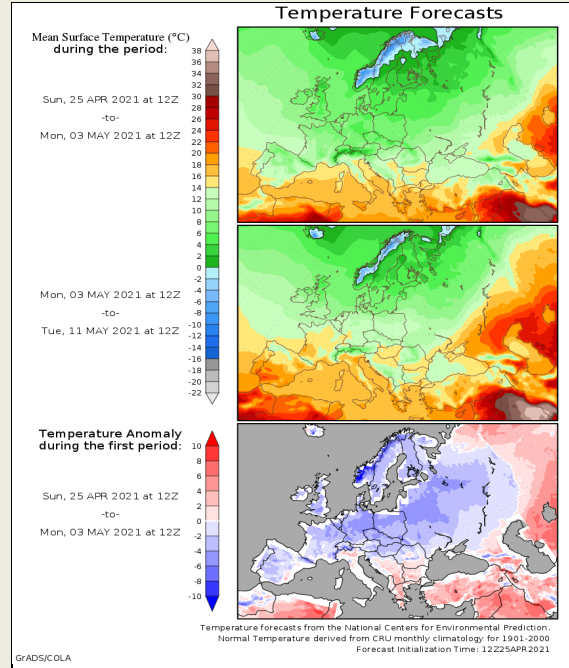 Temperature Forecasts
Mean Surface Temperature (°C)
during the period:
Sun, 25 APR 2021 at 12Z
-to-
Mon, 03 MAY 2021 at 12Z
38
36
34
32
30
28
26
24
22
20
18
16
14
12
10
8
6
4
2
0
-2
-4
-6
-8
-10
-12
-14
-16
-18
-20
-22
Mon, 03 MAY 2021 at 12Z
-to-
Tue, 11 MAY 2021 at 12Z
Temperature Anomaly
during the first period:
Sun, 25 APR 2021 at 12Z
-to-
Mon, 03 MAY 2021 at 12Z
10
8
6
4
2
0
-2
-4
-6
-8
-10
Temperature forecasts from the National Centers for Environmental Prediction.
Normal Temperature derived from CRU monthly climatology for 1901-2000
Forecast Initialization Time: 12Z25APR2021
GrADS/COLA